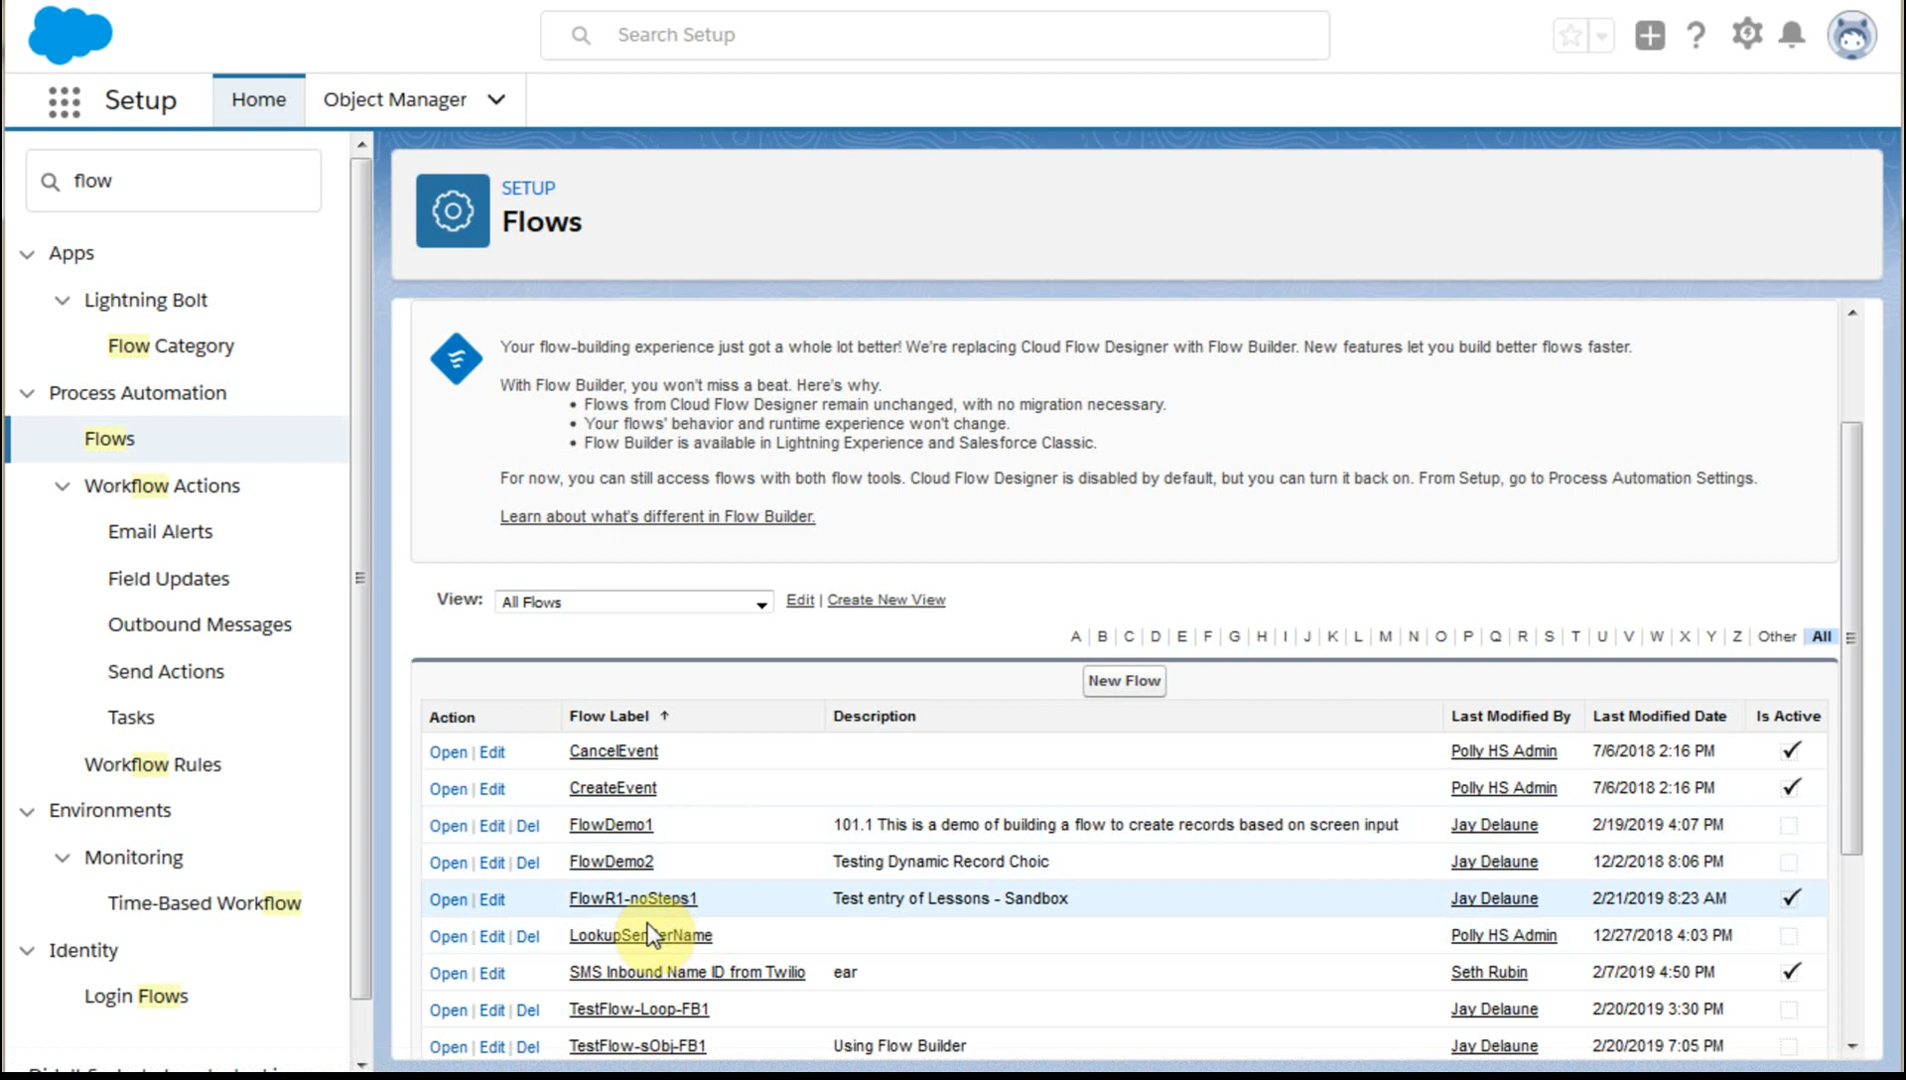 Search Setup
Setup
Home
Object Manager
flow
Apps
Lightning Bolt
Flow Category
Process Automation
Flows
Workflow Actions
Email Alerts
Field Updates
Outbound Messages
Send Actions
Tasks
Workflow Rules
Environments
Monitoring
Time-Based Workflow
Identity
Login Flows
SETUP
Flows
Your flow-building experience just got a whole lot better! We're replacing Cloud Flow Designer with Flow Builder. New features let you build better flows faster.
With Flow Builder, you won't miss a beat. Here's why.
• Flows from Cloud Flow Designer remain unchanged, with no migration necessary.
• Your flows' behavior and runtime experience won't change.
• Flow Builder is available in Lightning Experience and Salesforce Classic.
For now, you can still access flows with both flow tools. Cloud Flow Designer is disabled by default, but you can turn it back on. From Setup, go to Process Automation Settings.
Learn about what's different in Flow Builder.
View: All Flows Edit | Create New View
A | B | C | D | E | F | G | H | I | J | K | L | M | N | O | P | Q | R | S | T | U | V | W | X | Y | Z | Other All
New Flow
Action Flow Label Description Last Modified By Last Modified Date Is Active
Open | Edit CancelEvent Polly HS Admin 7/6/2018 2:16 PM
Open | Edit CreateEvent Polly HS Admin 7/6/2018 2:16 PM
Open | Edit | Del FlowDemo1 101.1 This is a demo of building a flow to create records based on screen input Jay Delaune 2/19/2019 4:07 PM
Open | Edit | Del FlowDemo2 Testing Dynamic Record Choic Jay Delaune 12/2/2018 8:06 PM
Open | Edit FlowR1-noSteps1 Test entry of Lessons - Sandbox Jay Delaune 2/21/2019 8:23 AM
Open | Edit | Del Polly HS Admin 12/27/2018 4:03 PM
Open | Edit SMS Inbound Name ID from Twilio ear Seth Rubin 2/7/2019 4:50 PM
Open | Edit | Del TestFlow-Loop-FB1 Jay Delaune 2/20/2019 3:30 PM
Open | Edit | Del TestFlow-sObj-FB1 Using Flow Builder Jay Delaune 2/20/2019 7:05 PM